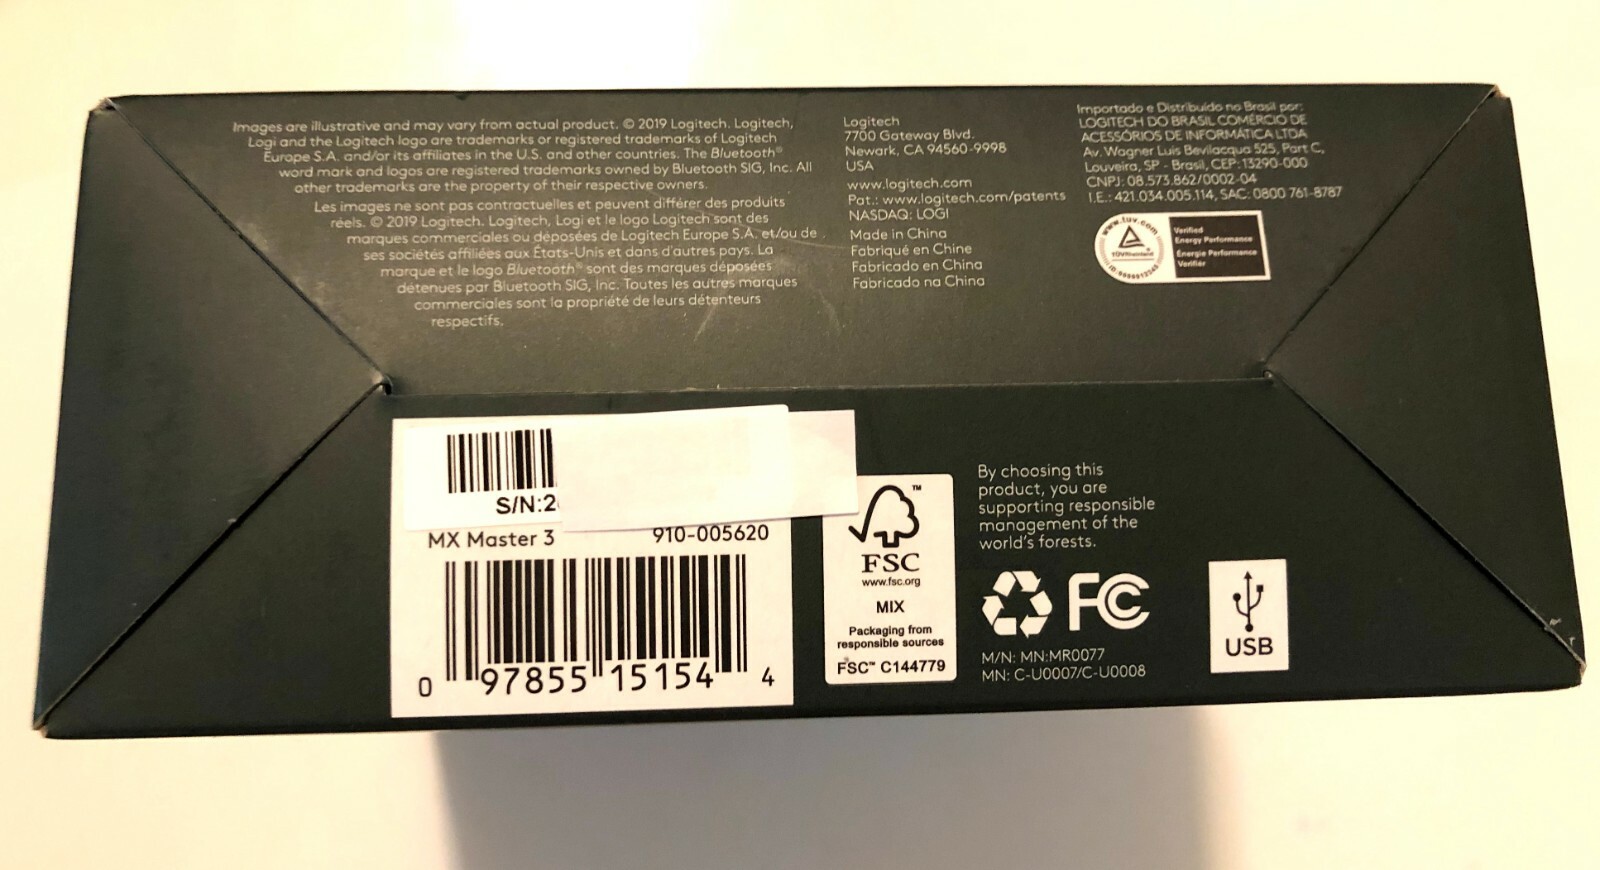 Images are illustrative and may vary from actual product. © 2019 Logitech. Logitech,
Logi and the Logitech logo are trademarks or registered trademarks of Logitech
Europe S.A. and/or its affiliates in the U.S. and other countries. The Bluetooth®
word mark and logos are registered trademarks owned by Bluetooth SIG, Inc. All
other trademarks are the property of their respective owners.
Les images ne sont pas contractuelles et peuvent différer des produits
réels. © 2019 Logitech. Logitech, Logi et le logo Logitech sont des
marques commerciales ou déposées de Logitech Europe S.A. et/ou de
ses sociétés affiliées aux États-Unis et dans d'autres pays. La
marque et le logo Bluetooth® sont des marques déposées
détenues par Bluetooth SIG, Inc. Toutes les autres marques
commerciales sont la propriété de leurs détenteurs
respectifs.
Logitech
7700 Gateway Blvd.
Newark, CA 94560-9998
USA
www.logitech.com
Pat.: www.logitech.com/patents
NASDAQ: LOGI
Made in China
Fabriqué en Chine
Fabricado en China
Fabricado na China
Importado e Distribuido no Brasil por:
LOGITECH DO BRASIL COMÉRCIO DE
ACESSÓRIOS DE INFORMÁTICA LTDA
Av. Wagner Luis Bevilacqua 525, Part C,
Louveira, SP - Brasil, CEP: 13290-000
CNPJ: 08.573.862/0002-04
I.E.: 421.034.005.114, SAC: 0800 761-8787
www.tuv.com
TÜVRheinland
Verified
Energy Performance
Energie Performance
Verifier
S/N:2
MX Master 3 910-005620
0 97855 15154 4
FSC
www.fsc.org
MIX
Packaging from
responsible sources
FSC™ C144779
By choosing this
product, you are
supporting responsible
management of the
world's forests.
FC
M/N: MN:MR0077
MN: C-U0007/C-U0008
USB